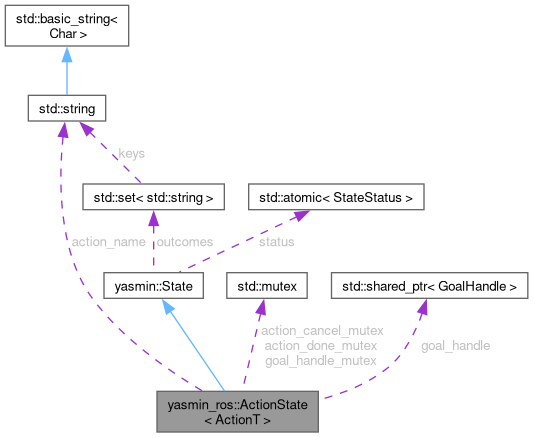 std::basic_string<
Char >
std::string
keys
std::set< std::string >
std::atomic< StateStatus >
action_name
outcomes
status
yasmin::State
std::mutex
std::shared_ptr< GoalHandle >
action_cancel_mutex
action_done_mutex
goal_handle_mutex
goal_handle
yasmin_ros::ActionState
< ActionT >